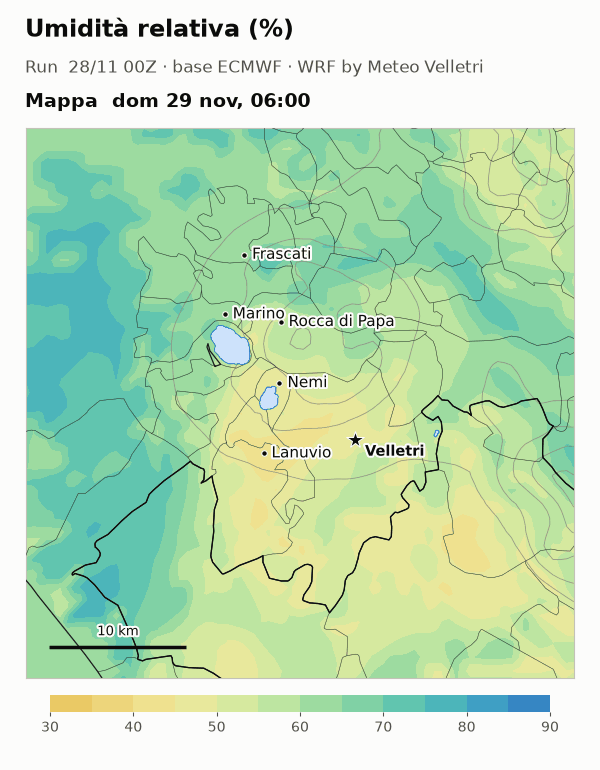 Umidità relativa (%)
Run  28/11 00Z · base ECMWF · WRF by Meteo Velletri
Mappa  dom 29 nov, 06:00
Frascati
Marino
Rocca di Papa
Nemi
Velletri
Lanuvio
10 km
30 40 50 60 70 80 90